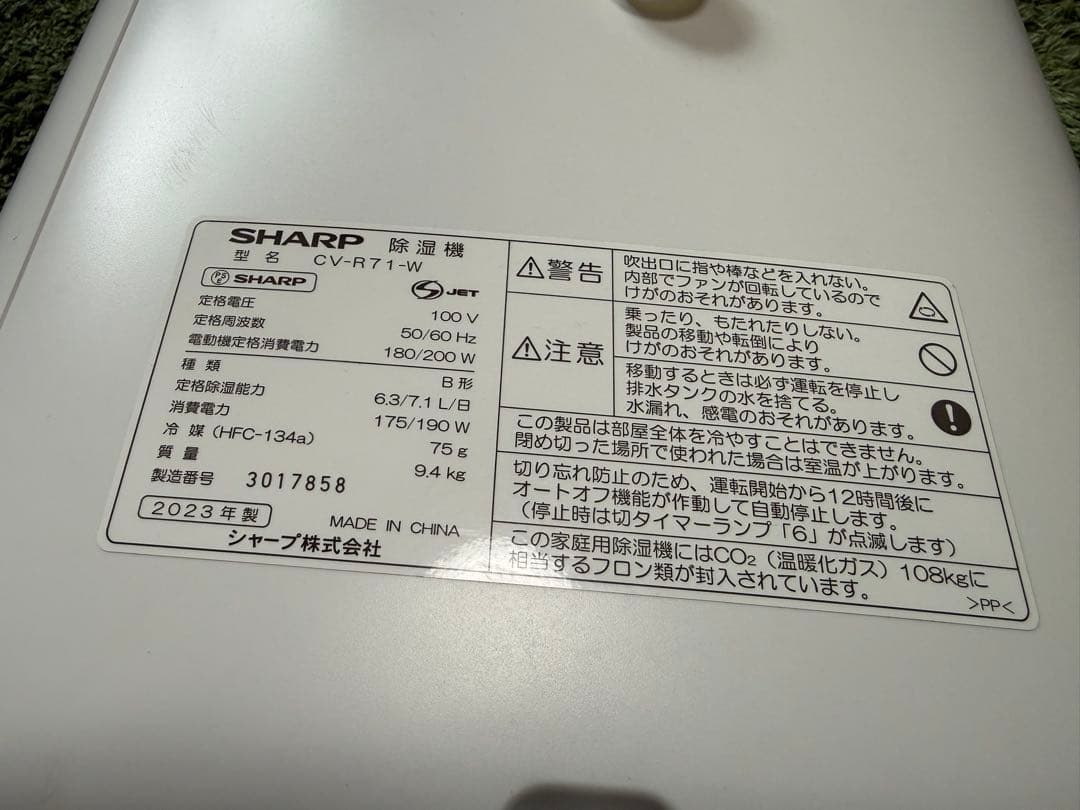 SHARP 除湿機
型名 CV-R71-W
PS E SHARP
S JET
定格電圧 100 V
定格周波数 50/60 Hz
電動機定格消費電力 180/200 W
種類 B 形
定格除湿能力 6.3/7.1 L/日
消費電力 175/190 W
冷媒(HFC-134a) 75 g
質量 9.4 kg
製造番号 3017858
2023年製 MADE IN CHINA
シャープ株式会社
警告
吹出口に指や棒などを入れない。
内部でファンが回転しているので
けがのおそれがあります。
注意
乗ったり、もたれたりしない。
製品の移動や転倒により
けがのおそれがあります。
移動するときは必ず運転を停止し
排水タンクの水を捨てる。
水漏れ、感電のおそれがあります。
この製品は部屋全体を冷やすことはできません。
閉め切った場所で使われた場合は室温が上がります。
切り忘れ防止のため、運転開始から12時間後に
オートオフ機能が作動して自動停止します。
(停止時は切タイマーランプ「6」が点滅します)
この家庭用除湿機にはCO₂(温暖化ガス)108kgに
相当するフロン類が封入されています。
>PP<